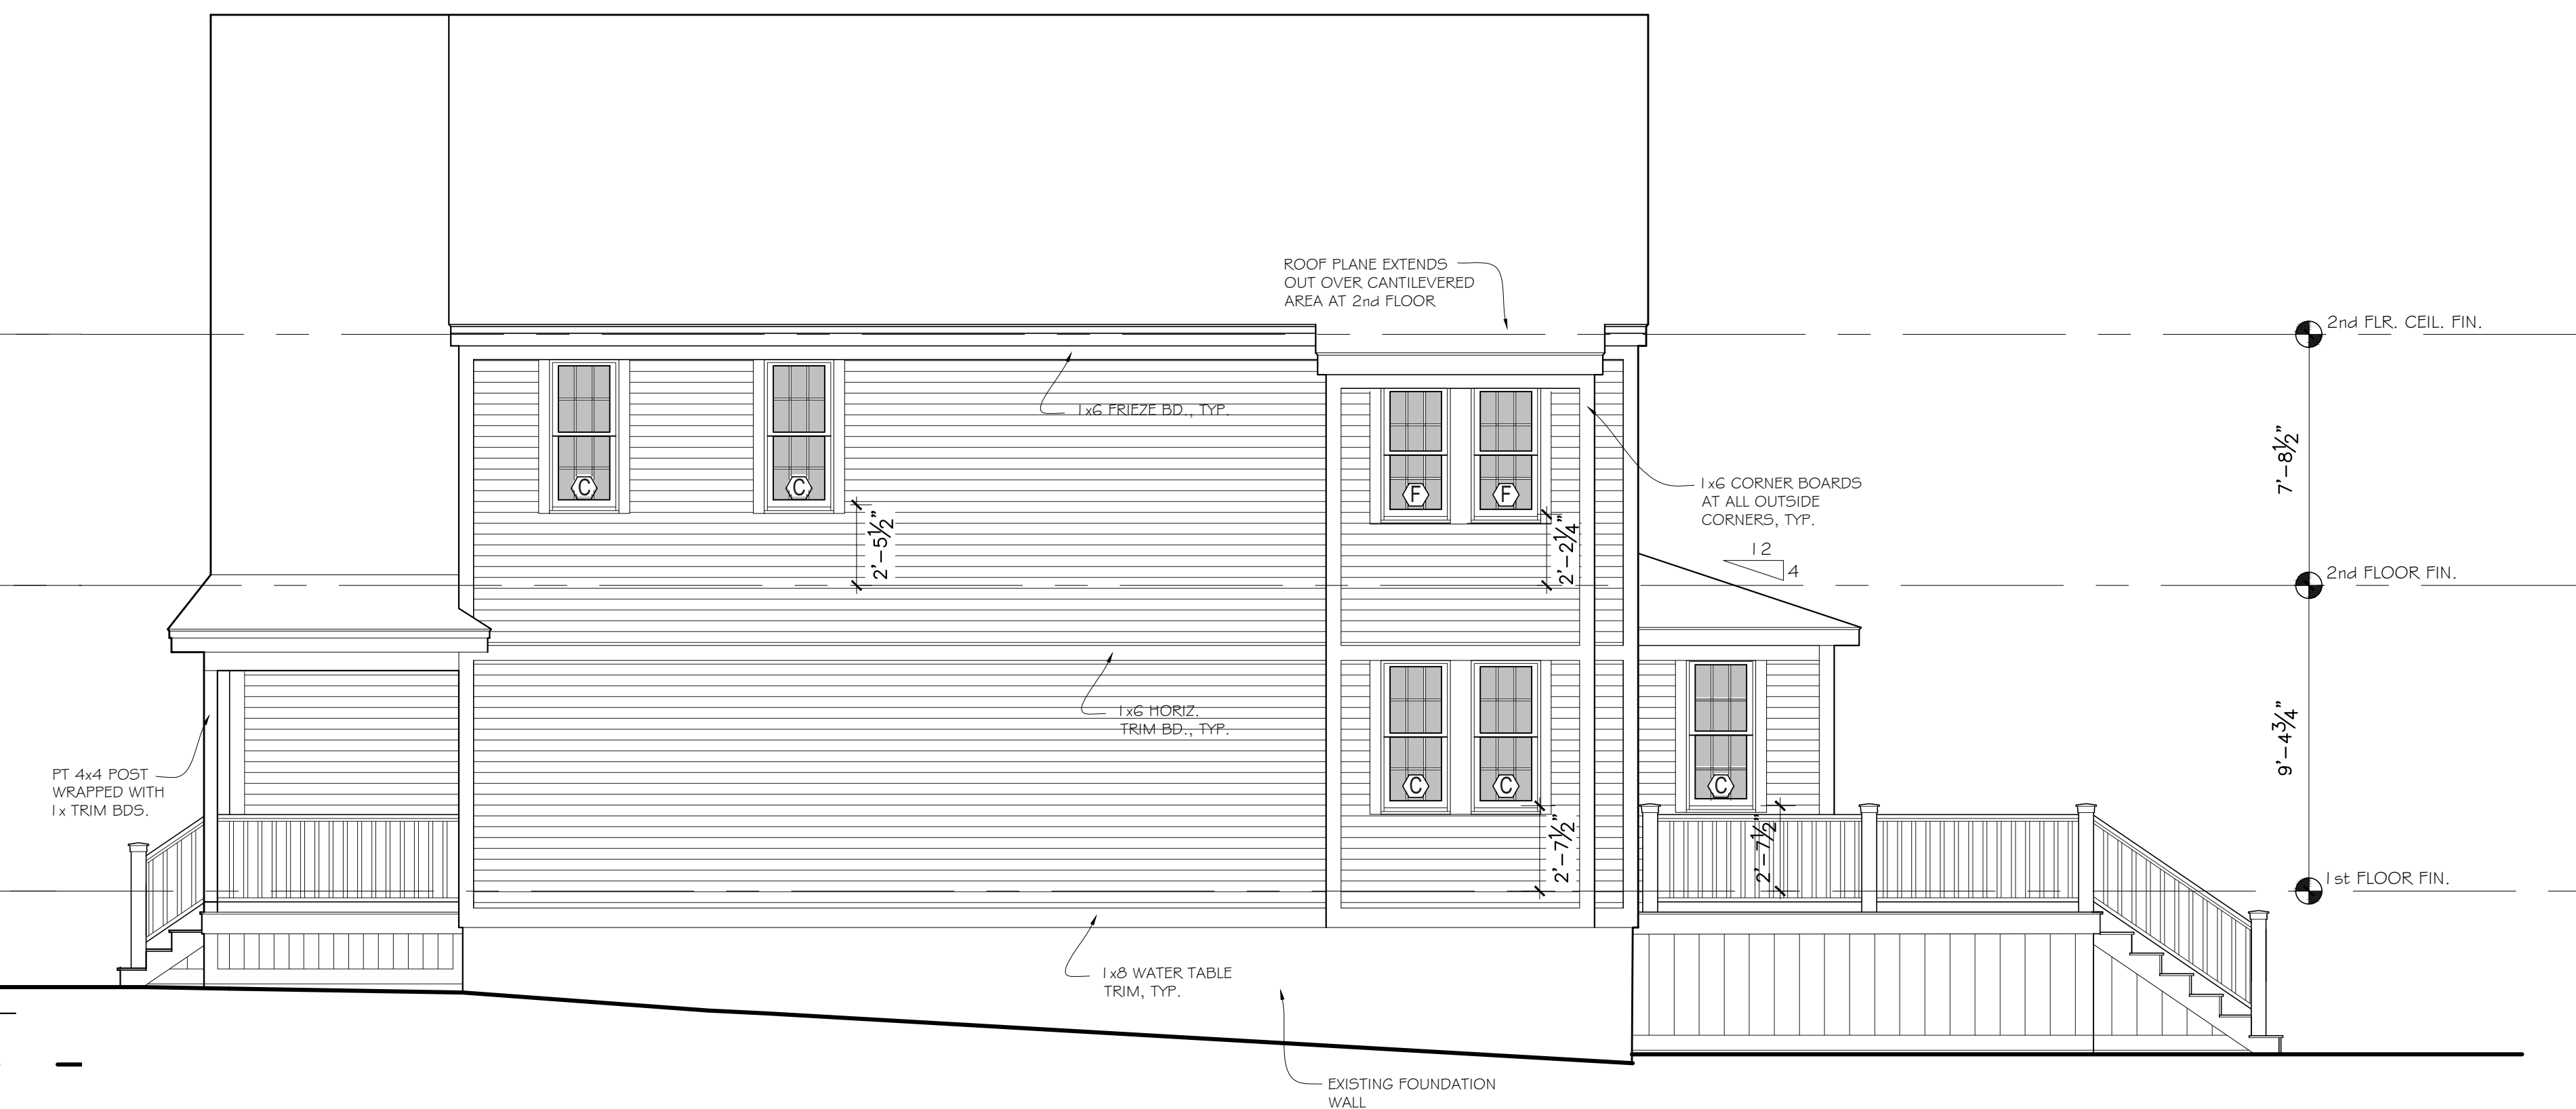 ROOF PLANE EXTENDS
OUT OVER CANTILEVERED
AREA AT 2nd FLOOR
2nd FLR. CEIL. FIN.
1x6 FRIEZE BD., TYP.
7'-8½"
C
C
F
F
1x6 CORNER BOARDS
AT ALL OUTSIDE
CORNERS, TYP.
2'-5½"
2'-2¼"
12
4
2nd FLOOR FIN.
1x6 HORIZ.
TRIM BD., TYP.
9'-4¾"
PT 4x4 POST
WRAPPED WITH
1x TRIM BDS.
C
C
C
2'-7½"
2'-7½"
1st FLOOR FIN.
1x8 WATER TABLE
TRIM, TYP.
EXISTING FOUNDATION
WALL